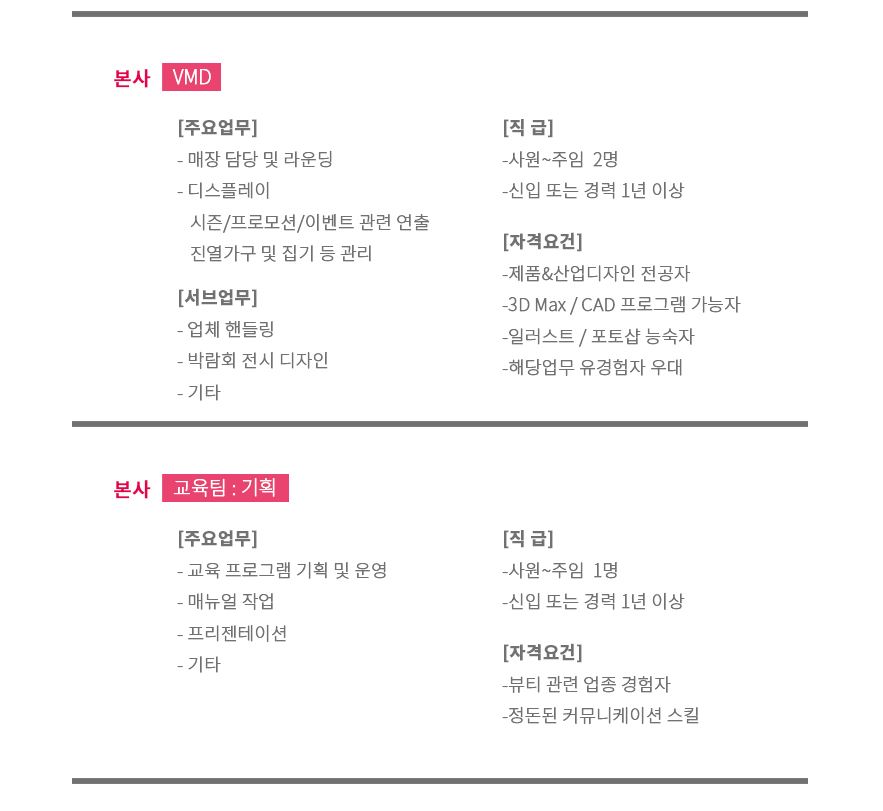 본사 VMD
[주요업무]
- 매장 담당 및 라운딩
- 디스플레이
시즌/프로모션/이벤트 관련 연출
진열가구 및 집기 등 관리
[서브업무]
- 업체 핸들링
- 박람회 전시 디자인
- 기타
[직 급]
-사원~주임 2명
-신입 또는 경력 1년 이상
[자격요건]
-제품&산업디자인 전공자
-3D Max / CAD 프로그램 가능자
-일러스트 / 포토샵 능숙자
-해당업무 유경험자 우대
본사 교육팀 : 기획
[주요업무]
- 교육 프로그램 기획 및 운영
- 매뉴얼 작업
- 프리젠테이션
- 기타
[직 급]
-사원~주임 1명
-신입 또는 경력 1년 이상
[자격요건]
-뷰티 관련 업종 경험자
-정돈된 커뮤니케이션 스킬